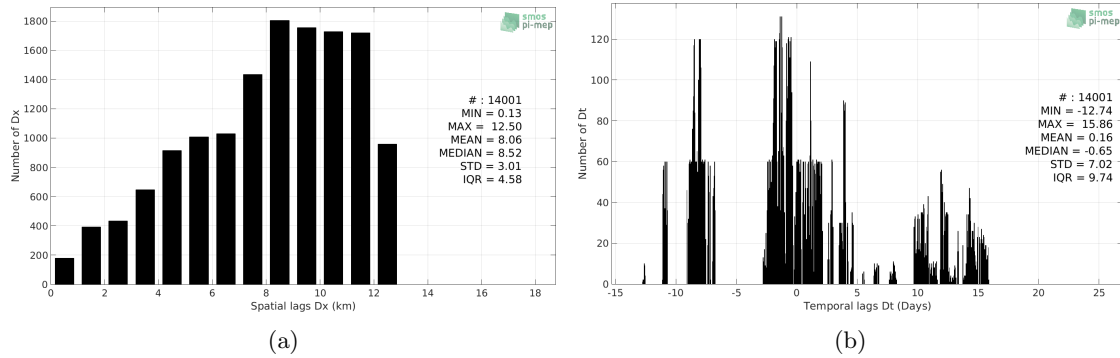 1800
1600
1400
1200
1000
800
600
400
200
0
Number of Dx
smos
pi-mep
# : 14001
MIN = 0.13
MAX = 12.50
MEAN = 8.06
MEDIAN = 8.52
STD = 3.01
IQR = 4.58
0 2 4 6 8 10 12 14 16 18
Spatial lags Dx (km)
(a)
120
100
80
60
40
20
0
Number of Dt
smos
pi-mep
# : 14001
MIN = -12.74
MAX = 15.86
MEAN = 0.16
MEDIAN = -0.65
STD = 7.02
IQR = 9.74
-15 -10 -5 0 5 10 15 20 25
Temporal lags Dt (Days)
(b)